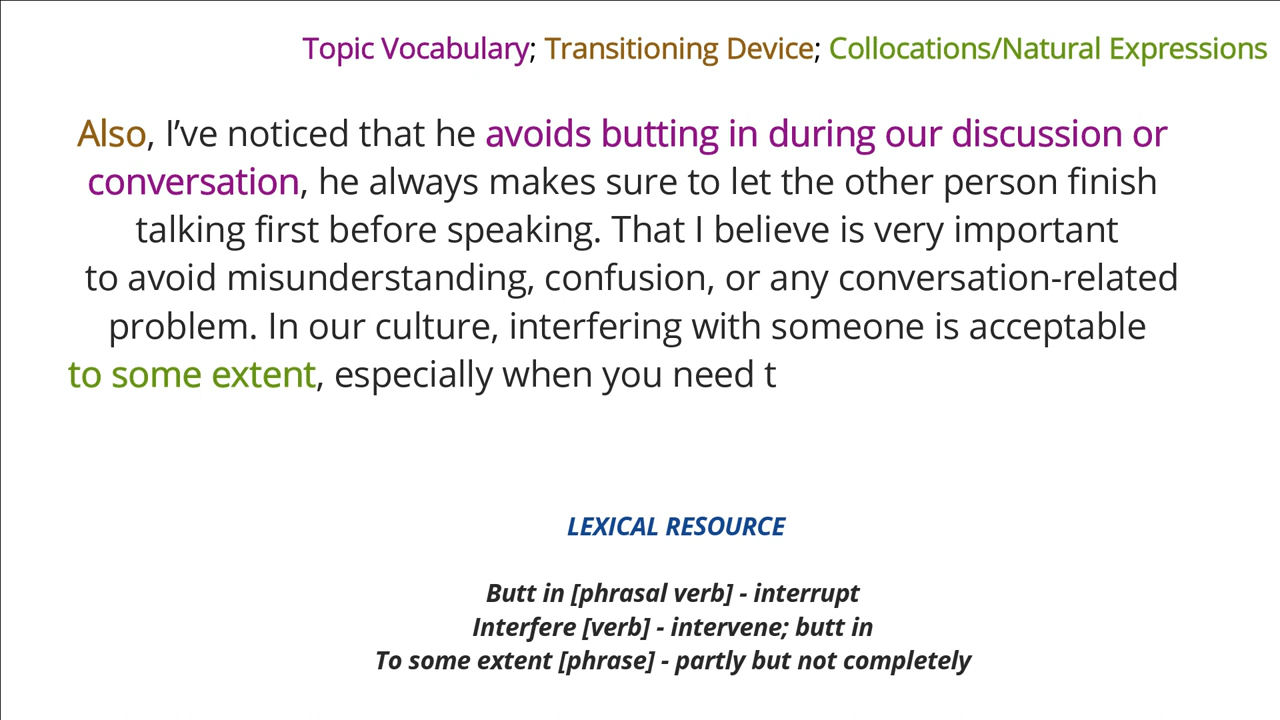 Topic Vocabulary; Transitioning Device; Collocations/Natural Expressions
Also, I’ve noticed that he avoids butting in during our discussion or
conversation, he always makes sure to let the other person finish
talking first before speaking. That I believe is very important
to avoid misunderstanding, confusion, or any conversation-related
problem. In our culture, interfering with someone is acceptable
to some extent, especially when you need t
LEXICAL RESOURCE
Butt in [phrasal verb] - interrupt
Interfere [verb] - intervene; butt in
To some extent [phrase] - partly but not completely